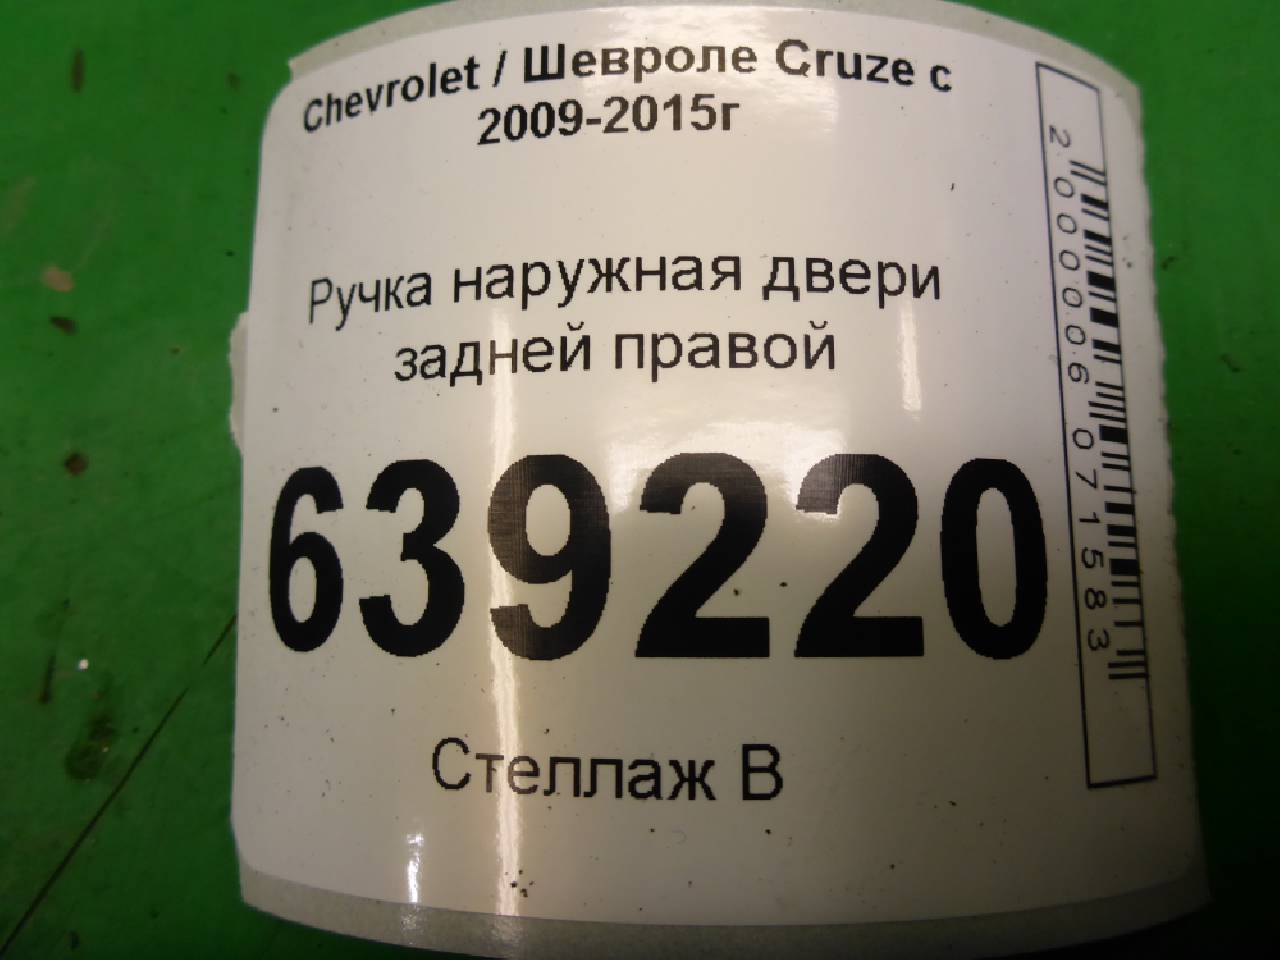 Chevrolet / Шевроле Cruze с
2009-2015г
Ручка наружная двери
задней правой
639220
Стеллаж В
2000006071583